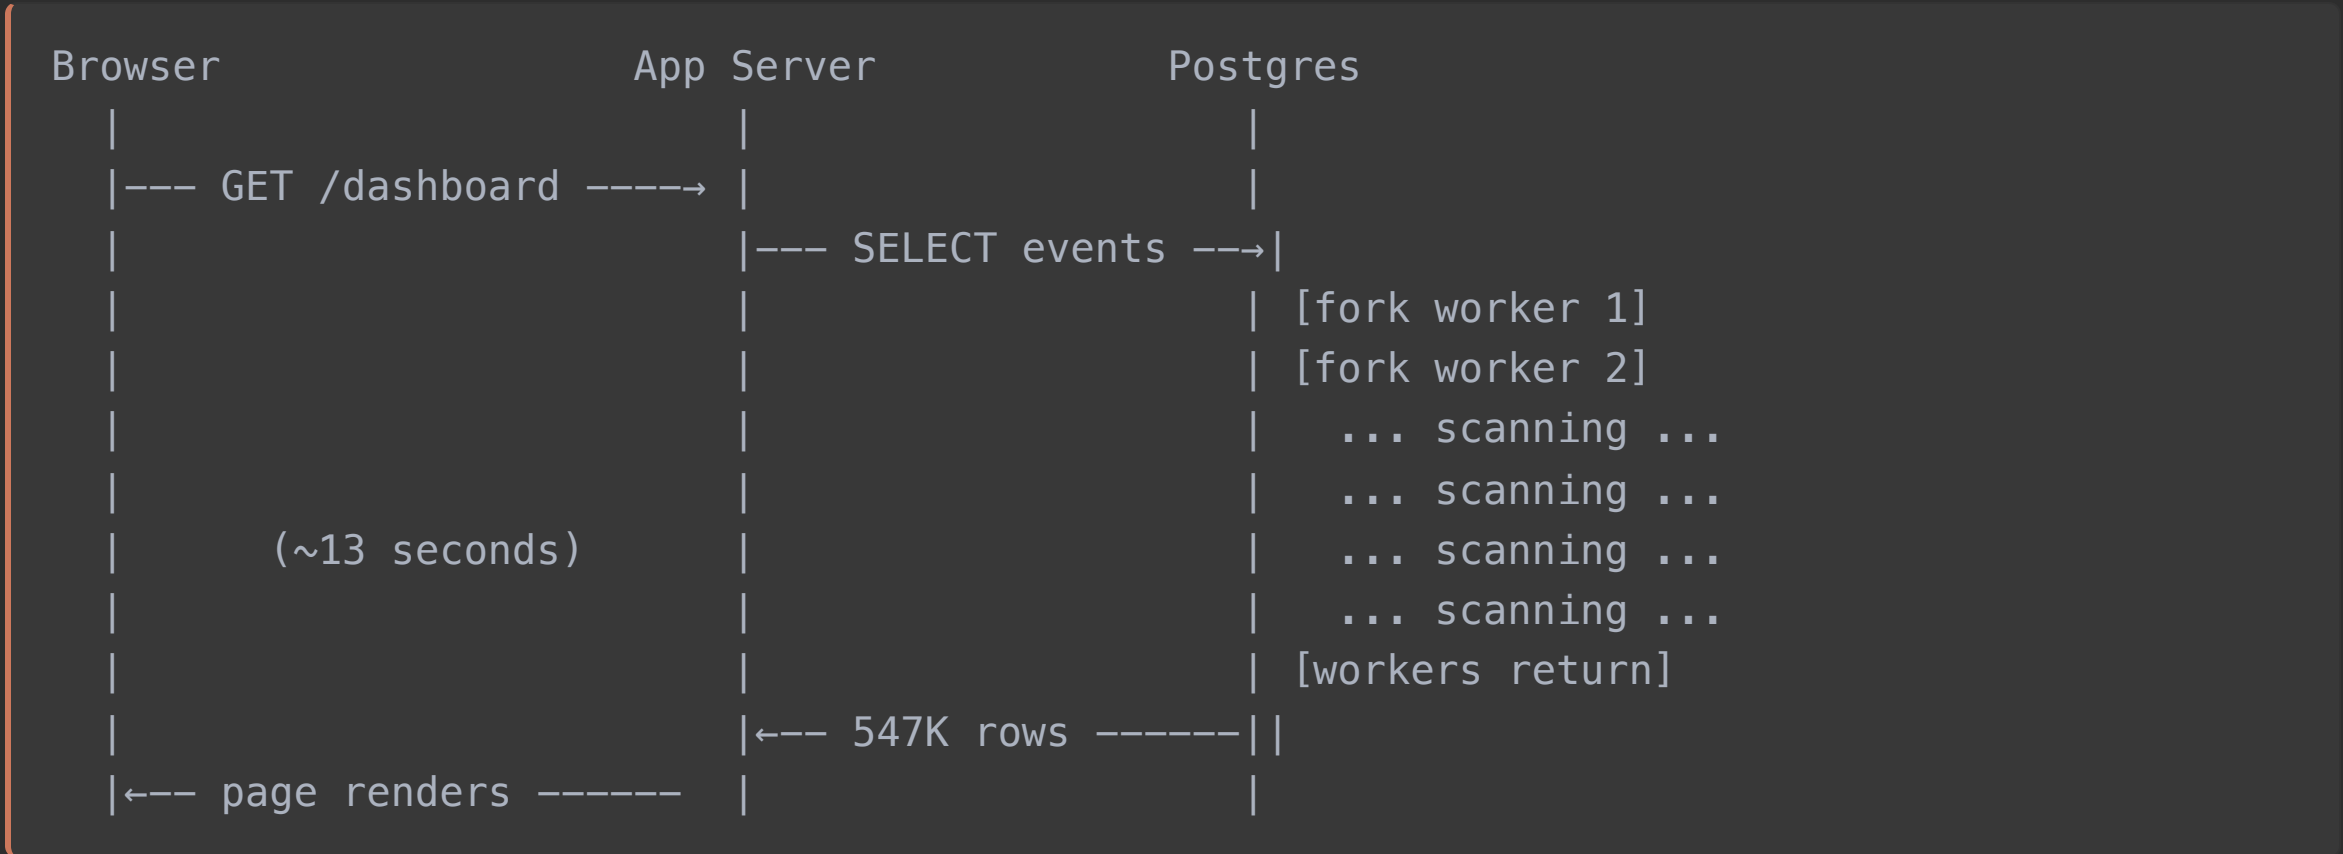 Browser                 App Server            Postgres
   |                         |                    |
   |--- GET /dashboard ----→ |                    |
   |                         |--- SELECT events --→|
   |                         |                    | [fork worker 1]
   |                         |                    | [fork worker 2]
   |                         |                    |   ... scanning ...
   |                         |                    |   ... scanning ...
   |      (~13 seconds)      |                    |   ... scanning ...
   |                         |                    |   ... scanning ...
   |                         |                    | [workers return]
   |                         |←-- 547K rows ------||
   |←-- page renders ------  |                    |